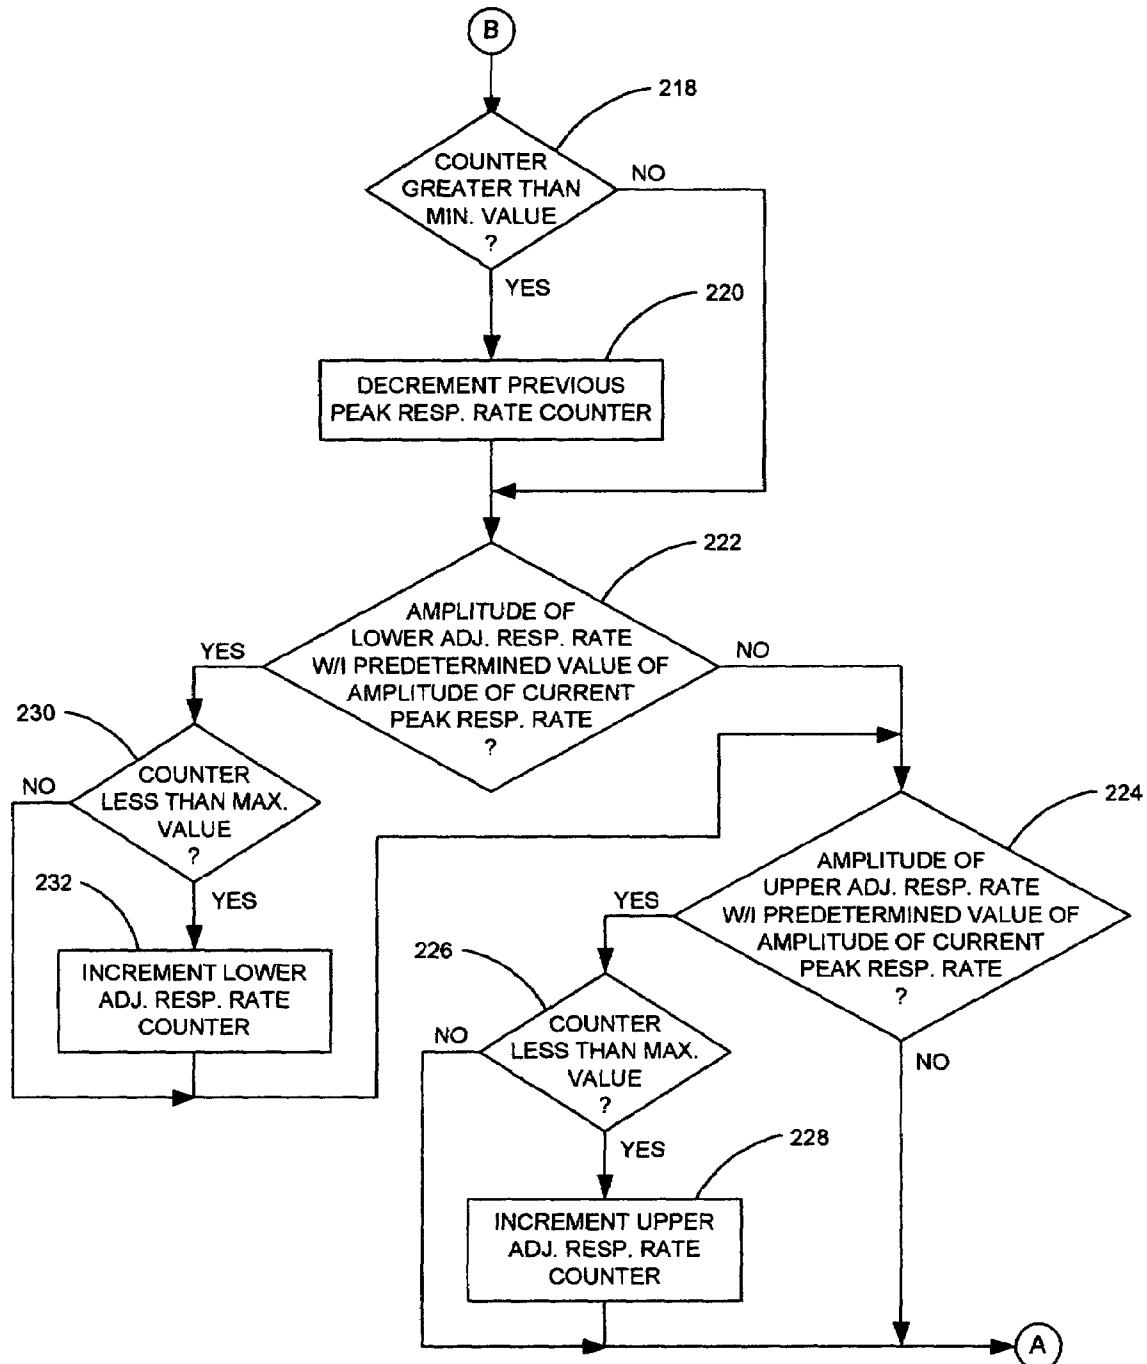 B
218
COUNTER
GREATER THAN
MIN. VALUE
?
NO
YES
220
DECREMENT PREVIOUS
PEAK RESP. RATE COUNTER
222
AMPLITUDE OF
LOWER ADJ. RESP. RATE
W/I PREDETERMINED VALUE OF
AMPLITUDE OF CURRENT
PEAK RESP. RATE
?
YES
NO
230
COUNTER
LESS THAN MAX.
VALUE
?
NO
YES
232
INCREMENT LOWER
ADJ. RESP. RATE
COUNTER
224
AMPLITUDE OF
UPPER ADJ. RESP. RATE
W/I PREDETERMINED VALUE OF
AMPLITUDE OF CURRENT
PEAK RESP. RATE
?
YES
NO
226
COUNTER
LESS THAN MAX.
VALUE
?
NO
YES
228
INCREMENT UPPER
ADJ. RESP. RATE
COUNTER
A